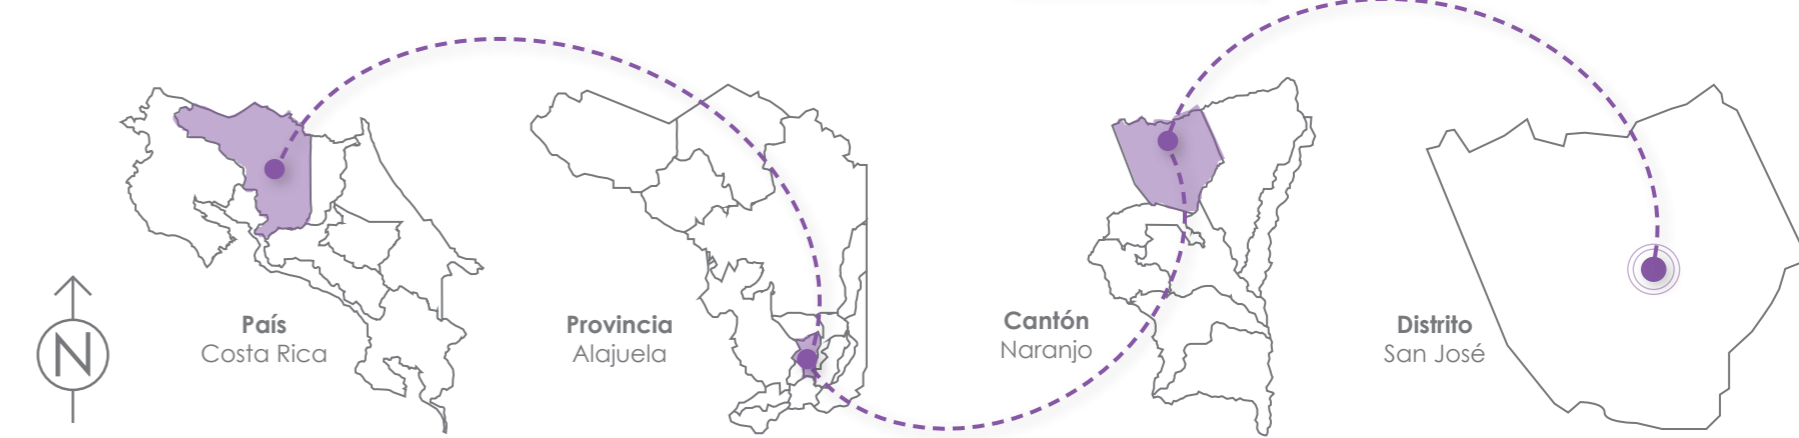 N
País
Costa Rica
Provincia
Alajuela
Cantón
Naranjo
Distrito
San José